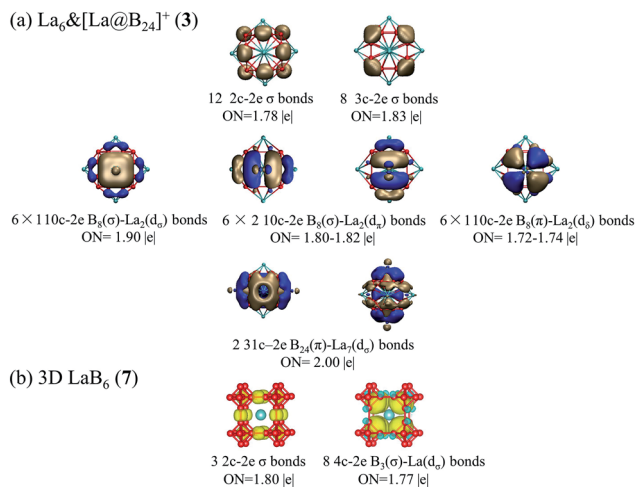 (a) La₆&[La@B₂₄]⁺ (3)
12 2c-2e σ bonds
ON=1.78 |e|
8 3c-2e σ bonds
ON=1.83 |e|
6×110c-2e B₈(σ)-La₂(dσ) bonds
ON= 1.90 |e|
6 × 2 10c-2e B₈(σ)-La₂(dπ) bonds
ON= 1.80-1.82 |e|
6×110c-2e B₈(π)-La₂(dδ) bonds
ON= 1.72-1.74 |e|
2 31c–2e B₂₄(π)-La₇(dσ) bonds
ON= 2.00 |e|
(b) 3D LaB₆ (7)
3 2c-2e σ bonds
ON=1.80 |e|
8 4c-2e B₃(σ)-La(dσ) bonds
ON=1.77 |e|